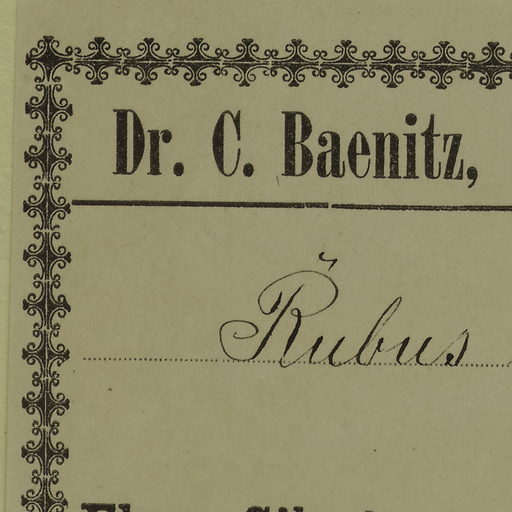 Dr. C. Baenitz,
Rubus